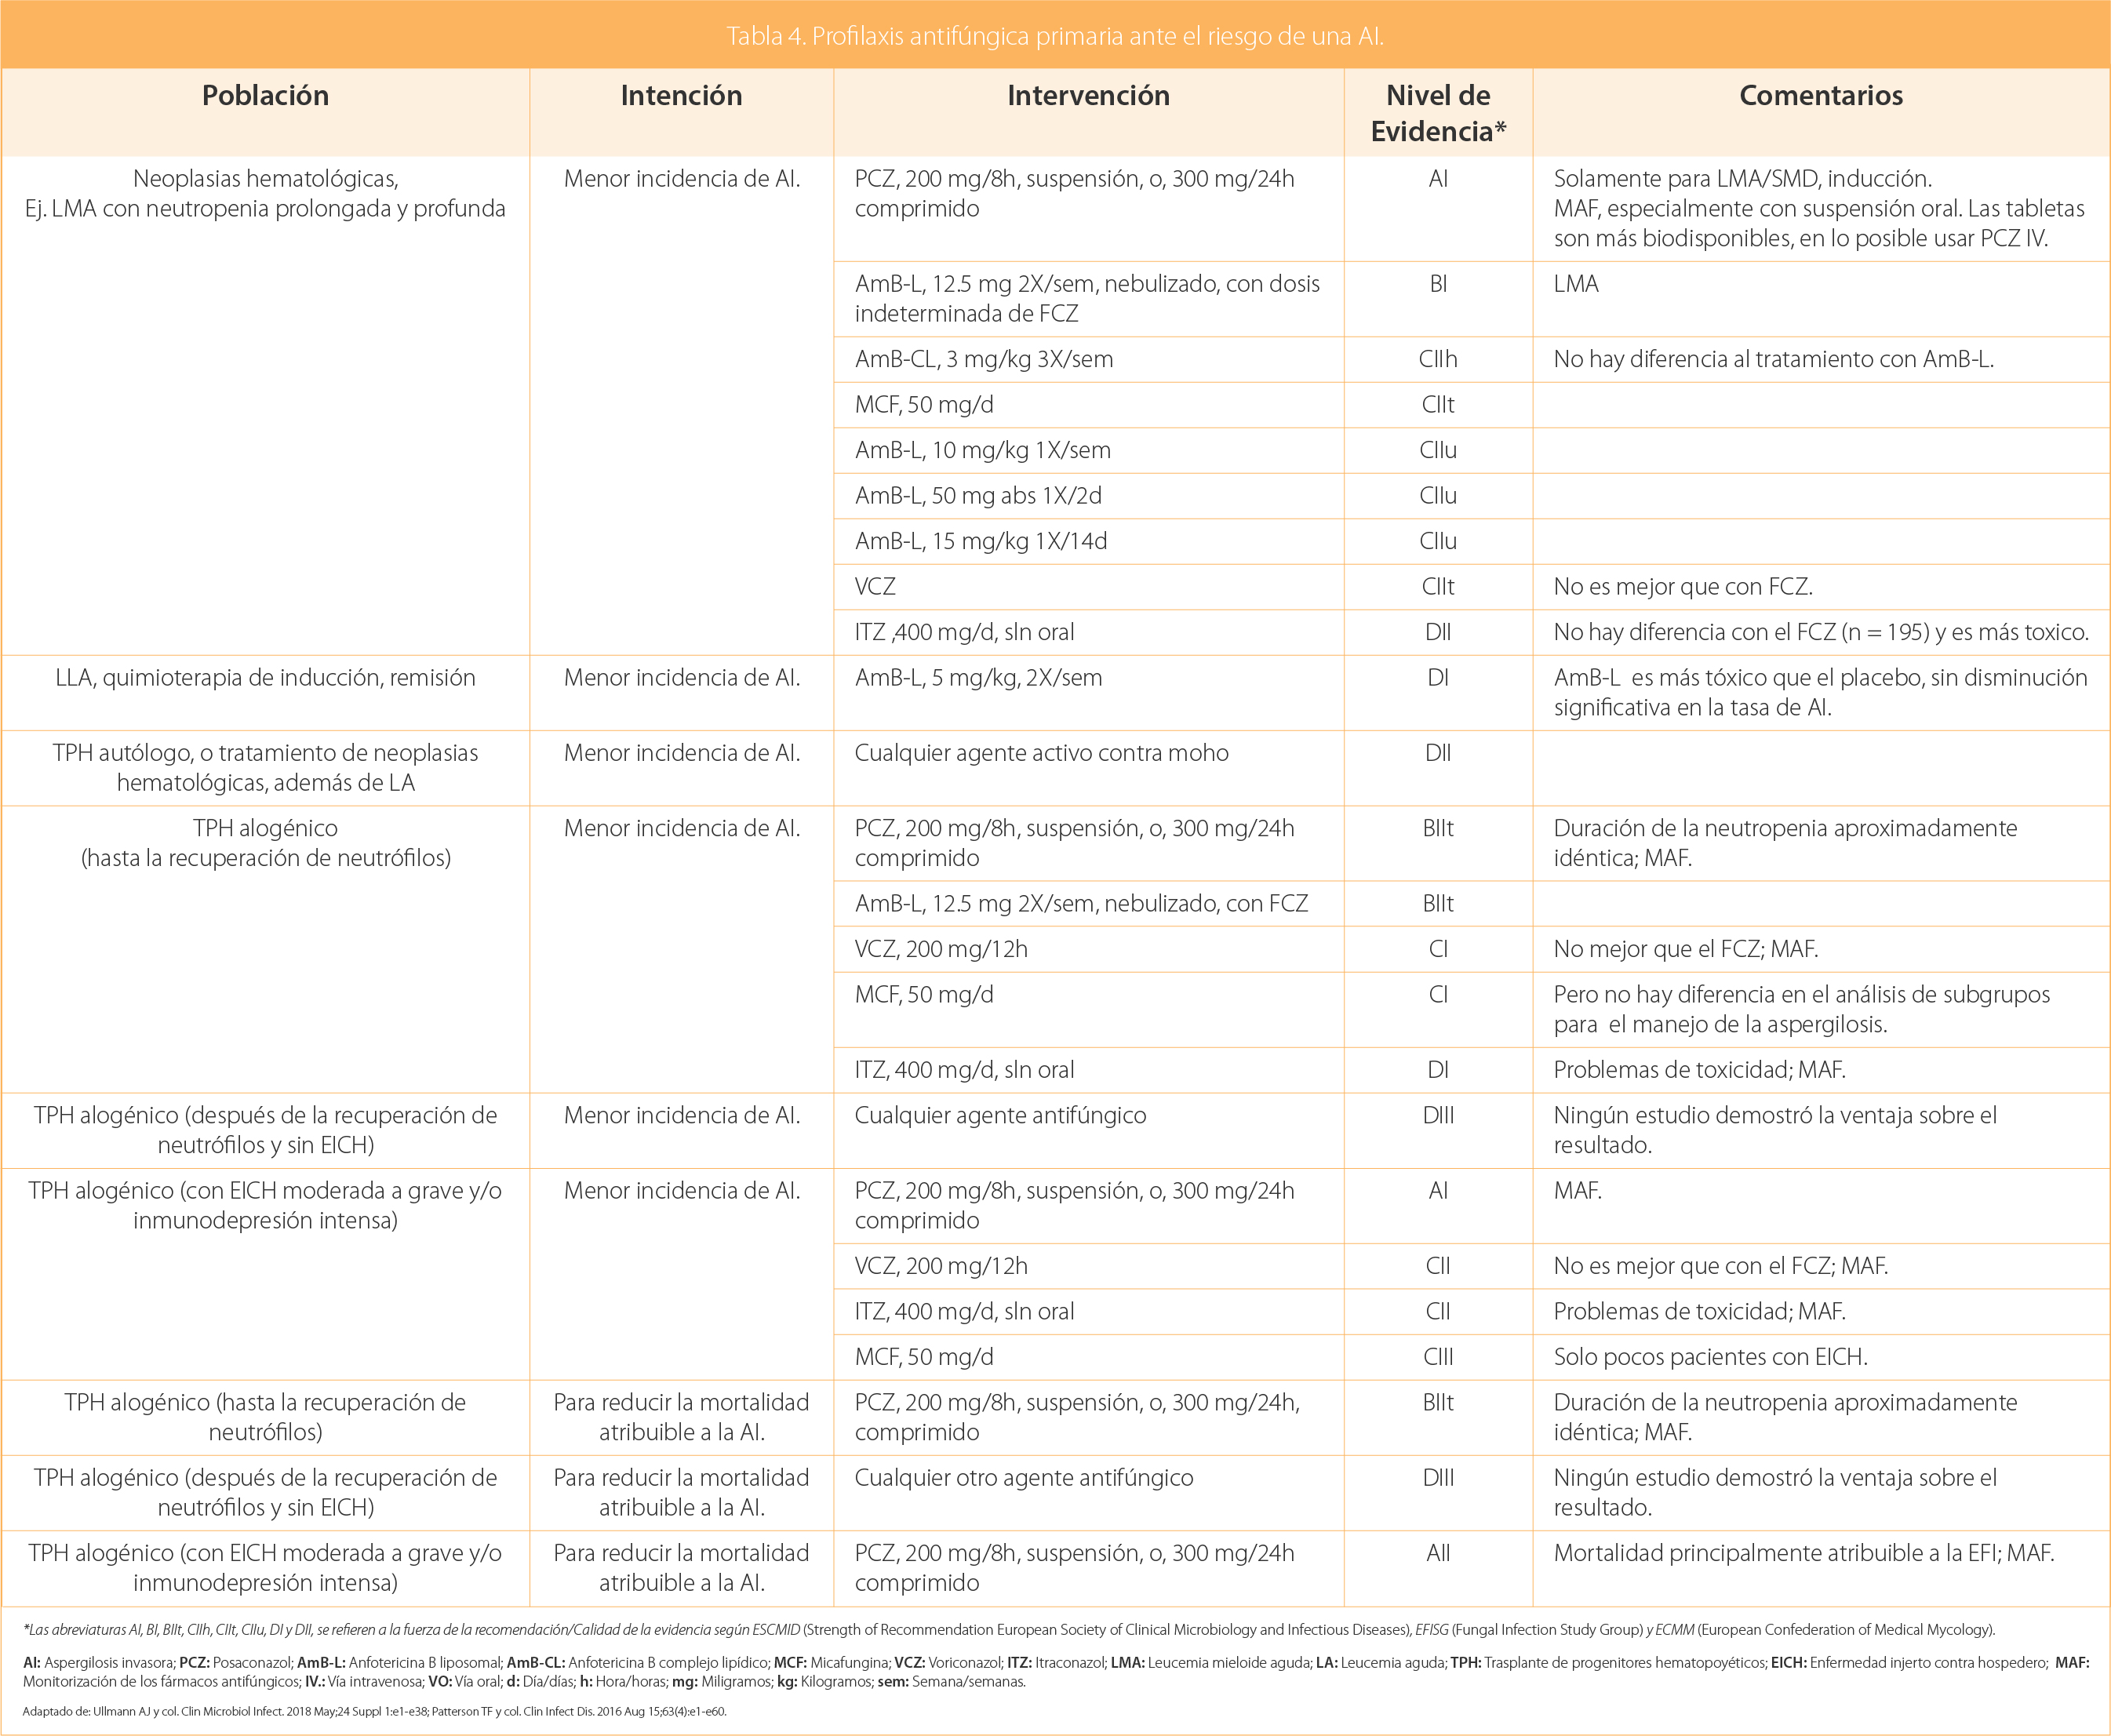 Tabla 4. Profilaxis antifúngica primaria ante el riesgo de una AI.
Población
Intención
Intervención
Nivel de
Evidencia*
Comentarios
Neoplasias hematológicas,
Ej. LMA con neutropenia prolongada y profunda
Menor incidencia de AI.
PCZ, 200 mg/8h, suspensión, o, 300 mg/24h
comprimido
AI
Solamente para LMA/SMD, inducción.
MAF, especialmente con suspensión oral. Las tabletas
son más biodisponibles, en lo posible usar PCZ IV.
AmB-L, 12.5 mg 2X/sem, nebulizado, con dosis
indeterminada de FCZ
BI
LMA
AmB-CL, 3 mg/kg 3X/sem
CIIh
No hay diferencia al tratamiento con AmB-L.
MCF, 50 mg/d
CIIt
AmB-L, 10 mg/kg 1X/sem
CIIu
AmB-L, 50 mg abs 1X/2d
CIIu
AmB-L, 15 mg/kg 1X/14d
CIIu
VCZ
CIIt
No es mejor que con FCZ.
ITZ ,400 mg/d, sln oral
DII
No hay diferencia con el FCZ (n = 195) y es más toxico.
LLA, quimioterapia de inducción, remisión
Menor incidencia de AI.
AmB-L, 5 mg/kg, 2X/sem
DI
AmB-L es más tóxico que el placebo, sin disminución
significativa en la tasa de AI.
TPH autólogo, o tratamiento de neoplasias
hematológicas, además de LA
Menor incidencia de AI.
Cualquier agente activo contra moho
DII
TPH alogénico
(hasta la recuperación de neutrófilos)
Menor incidencia de AI.
PCZ, 200 mg/8h, suspensión, o, 300 mg/24h
comprimido
BIIt
Duración de la neutropenia aproximadamente
idéntica; MAF.
AmB-L, 12.5 mg 2X/sem, nebulizado, con FCZ
BIIt
VCZ, 200 mg/12h
CI
No mejor que el FCZ; MAF.
MCF, 50 mg/d
CI
Pero no hay diferencia en el análisis de subgrupos
para el manejo de la aspergilosis.
ITZ, 400 mg/d, sln oral
DI
Problemas de toxicidad; MAF.
TPH alogénico (después de la recuperación de
neutrófilos y sin EICH)
Menor incidencia de AI.
Cualquier agente antifúngico
DIII
Ningún estudio demostró la ventaja sobre el
resultado.
TPH alogénico (con EICH moderada a grave y/o
inmunodepresión intensa)
Menor incidencia de AI.
PCZ, 200 mg/8h, suspensión, o, 300 mg/24h
comprimido
AI
MAF.
VCZ, 200 mg/12h
CII
No es mejor que con el FCZ; MAF.
ITZ, 400 mg/d, sln oral
CII
Problemas de toxicidad; MAF.
MCF, 50 mg/d
CIII
Solo pocos pacientes con EICH.
TPH alogénico (hasta la recuperación de
neutrófilos)
Para reducir la mortalidad
atribuible a la AI.
PCZ, 200 mg/8h, suspensión, o, 300 mg/24h,
comprimido
BIIt
Duración de la neutropenia aproximadamente
idéntica; MAF.
TPH alogénico (después de la recuperación de
neutrófilos y sin EICH)
Para reducir la mortalidad
atribuible a la AI.
Cualquier otro agente antifúngico
DIII
Ningún estudio demostró la ventaja sobre el
resultado.
TPH alogénico (con EICH moderada a grave y/o
inmunodepresión intensa)
Para reducir la mortalidad
atribuible a la AI.
PCZ, 200 mg/8h, suspensión, o, 300 mg/24h
comprimido
AII
Mortalidad principalmente atribuible a la EFI; MAF.
*Las abreviaturas AI, BI, BIIt, CIIh, CIIt, CIIu, DI y DII, se refieren a la fuerza de la recomendación/Calidad de la evidencia según ESCMID (Strength of Recommendation European Society of Clinical Microbiology and Infectious Diseases), EFISG (Fungal Infection Study Group) y ECMM (European Confederation of Medical Mycology).
AI: Aspergilosis invasora; PCZ: Posaconazol; AmB-L: Anfotericina B liposomal; AmB-CL: Anfotericina B complejo lipídico; MCF: Micafungina; VCZ: Voriconazol; ITZ: Itraconazol; LMA: Leucemia mieloide aguda; LA: Leucemia aguda; TPH: Trasplante de progenitores hematopoyéticos; EICH: Enfermedad injerto contra hospedero; MAF:
Monitorización de los fármacos antifúngicos; IV.: Vía intravenosa; VO: Vía oral; d: Día/días; h: Hora/horas; mg: Miligramos; kg: Kilogramos; sem: Semana/semanas.
Adaptado de: Ullmann AJ y col. Clin Microbiol Infect. 2018 May;24 Suppl 1:e1-e38; Patterson TF y col. Clin Infect Dis. 2016 Aug 15;63(4):e1-e60.